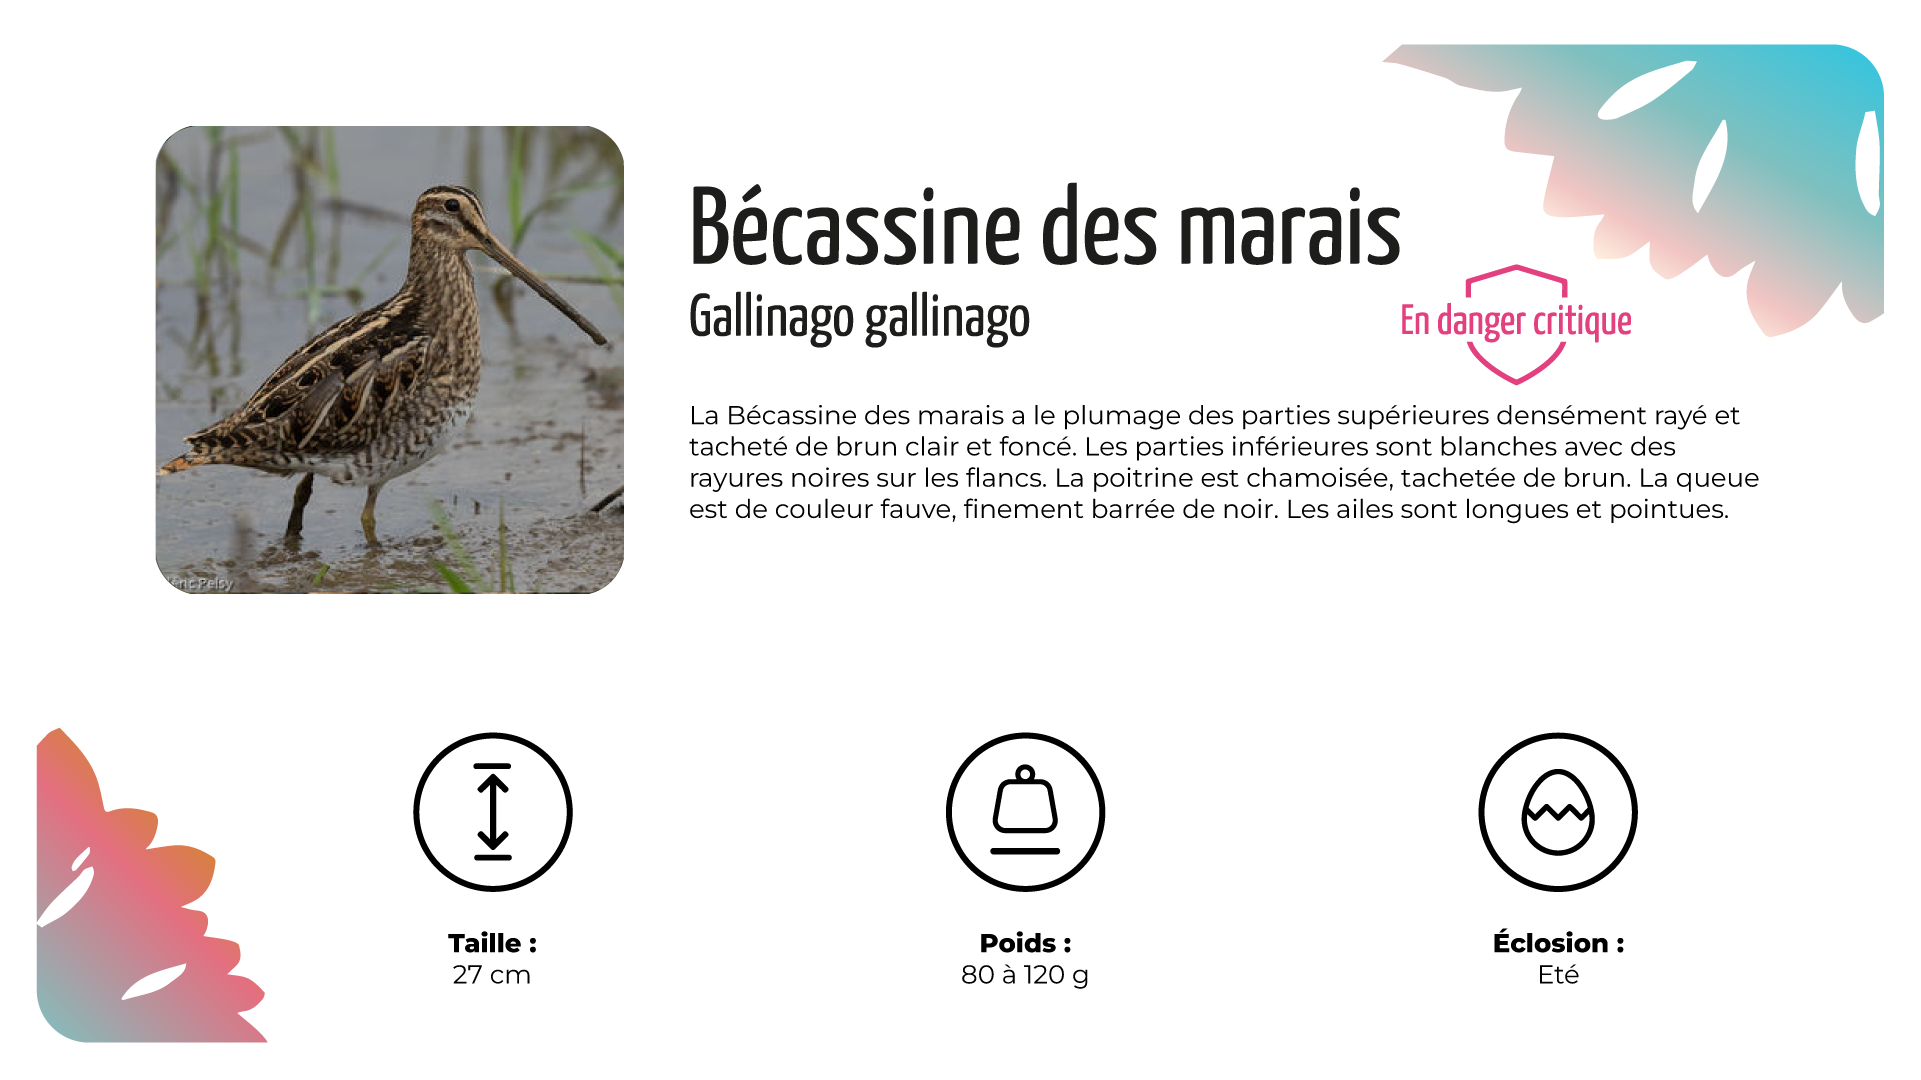 Bécassine des marais
Gallinago gallinago
En danger critique
La Bécassine des marais a le plumage des parties supérieures densément rayé et
tacheté de brun clair et foncé. Les parties inférieures sont blanches avec des
rayures noires sur les flancs. La poitrine est chamoisée, tachetée de brun. La queue
est de couleur fauve, finement barrée de noir. Les ailes sont longues et pointues.
Pelsy
Taille :
27 cm
Poids :
80 à 120 g
Éclosion :
Eté